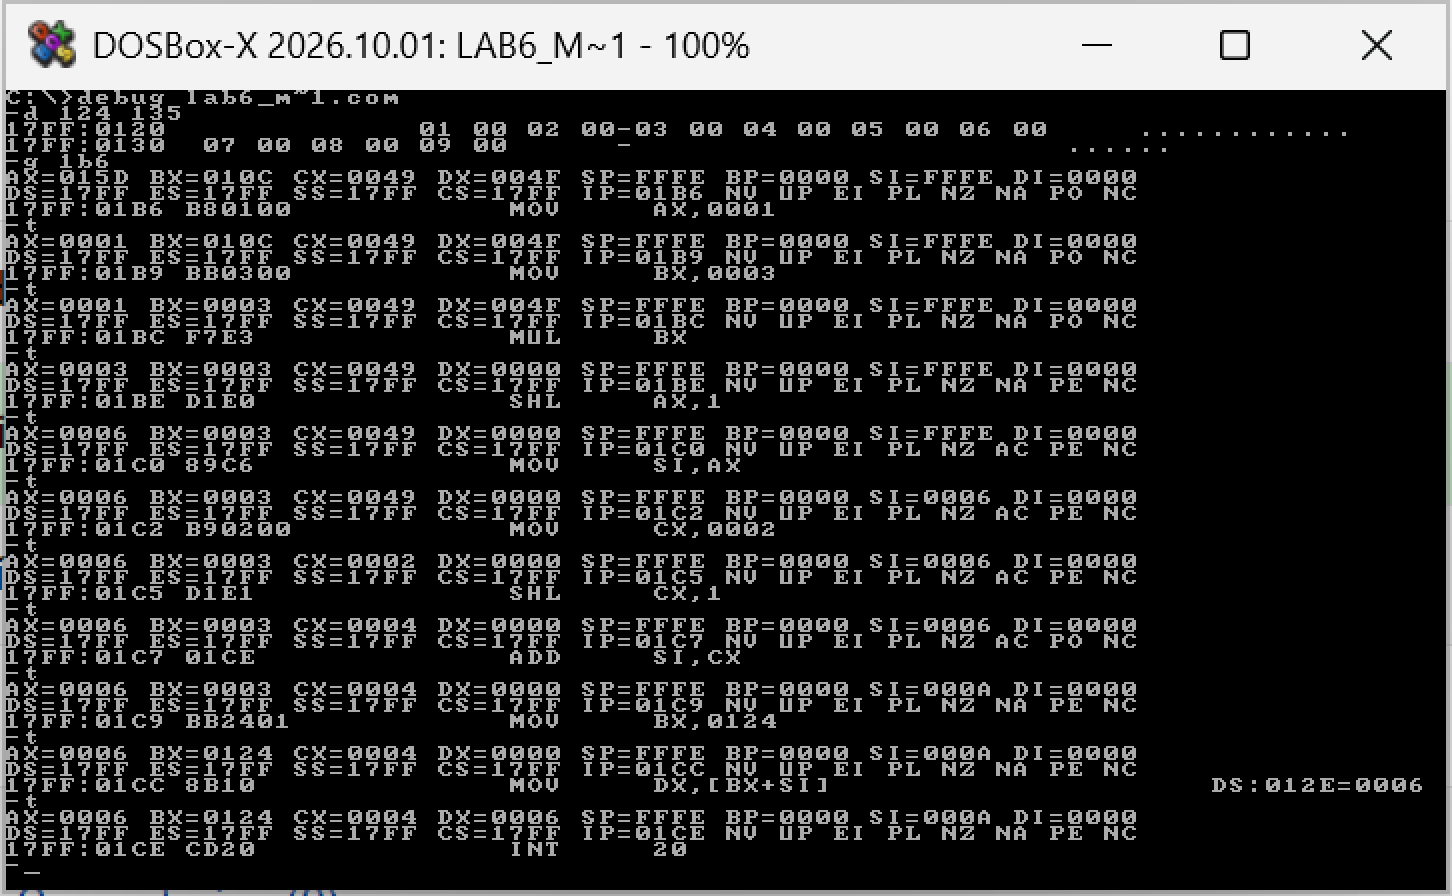 DOSBox-X 2026.10.01: LAB6_M~1 - 100%
C:\>debug lab6_m~1.com
-d 124 135
17FF:0120 01 00 02 00-03 00 04 00 05 00 06 00 ............
17FF:0130 07 00 08 00 09 00 - ......
-g 1b6
AX=015D BX=010C CX=0049 DX=004F SP=FFFE BP=0000 SI=FFFE DI=0000
DS=17FF ES=17FF SS=17FF CS=17FF IP=01B6 NV UP EI PL NZ NA PO NC
17FF:01B6 B80100 MOV AX,0001
-t
AX=0001 BX=010C CX=0049 DX=004F SP=FFFE BP=0000 SI=FFFE DI=0000
DS=17FF ES=17FF SS=17FF CS=17FF IP=01B9 NV UP EI PL NZ NA PO NC
17FF:01B9 BB0300 MOV BX,0003
-t
AX=0001 BX=0003 CX=0049 DX=004F SP=FFFE BP=0000 SI=FFFE DI=0000
DS=17FF ES=17FF SS=17FF CS=17FF IP=01BC NV UP EI PL NZ NA PO NC
17FF:01BC F7E3 MUL BX
-t
AX=0003 BX=0003 CX=0049 DX=0000 SP=FFFE BP=0000 SI=FFFE DI=0000
DS=17FF ES=17FF SS=17FF CS=17FF IP=01BE NV UP EI PL NZ NA PE NC
17FF:01BE D1E0 SHL AX,1
-t
AX=0006 BX=0003 CX=0049 DX=0000 SP=FFFE BP=0000 SI=FFFE DI=0000
DS=17FF ES=17FF SS=17FF CS=17FF IP=01C0 NV UP EI PL NZ AC PE NC
17FF:01C0 89C6 MOV SI,AX
-t
AX=0006 BX=0003 CX=0049 DX=0000 SP=FFFE BP=0000 SI=0006 DI=0000
DS=17FF ES=17FF SS=17FF CS=17FF IP=01C2 NV UP EI PL NZ AC PE NC
17FF:01C2 B90200 MOV CX,0002
-t
AX=0006 BX=0003 CX=0002 DX=0000 SP=FFFE BP=0000 SI=0006 DI=0000
DS=17FF ES=17FF SS=17FF CS=17FF IP=01C5 NV UP EI PL NZ AC PE NC
17FF:01C5 D1E1 SHL CX,1
-t
AX=0006 BX=0003 CX=0004 DX=0000 SP=FFFE BP=0000 SI=0006 DI=0000
DS=17FF ES=17FF SS=17FF CS=17FF IP=01C7 NV UP EI PL NZ AC PO NC
17FF:01C7 01CE ADD SI,CX
-t
AX=0006 BX=0003 CX=0004 DX=0000 SP=FFFE BP=0000 SI=000A DI=0000
DS=17FF ES=17FF SS=17FF CS=17FF IP=01C9 NV UP EI PL NZ NA PE NC
17FF:01C9 BB2401 MOV BX,0124
-t
AX=0006 BX=0124 CX=0004 DX=0000 SP=FFFE BP=0000 SI=000A DI=0000
DS=17FF ES=17FF SS=17FF CS=17FF IP=01CC NV UP EI PL NZ NA PE NC
17FF:01CC 8B10 MOV DX,[BX+SI] DS:012E=0006
-t
AX=0006 BX=0124 CX=0004 DX=0006 SP=FFFE BP=0000 SI=000A DI=0000
DS=17FF ES=17FF SS=17FF CS=17FF IP=01CE NV UP EI PL NZ NA PE NC
17FF:01CE CD20 INT 20
-_